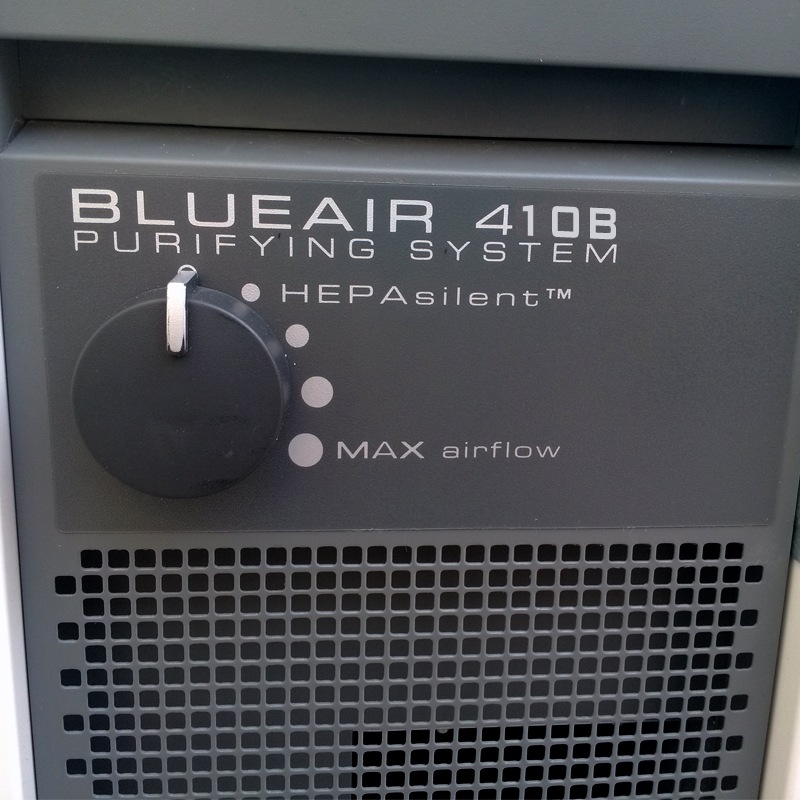 BLUEAIR 410B
PURIFYING SYSTEM
HEPAsilent™
MAX airflow